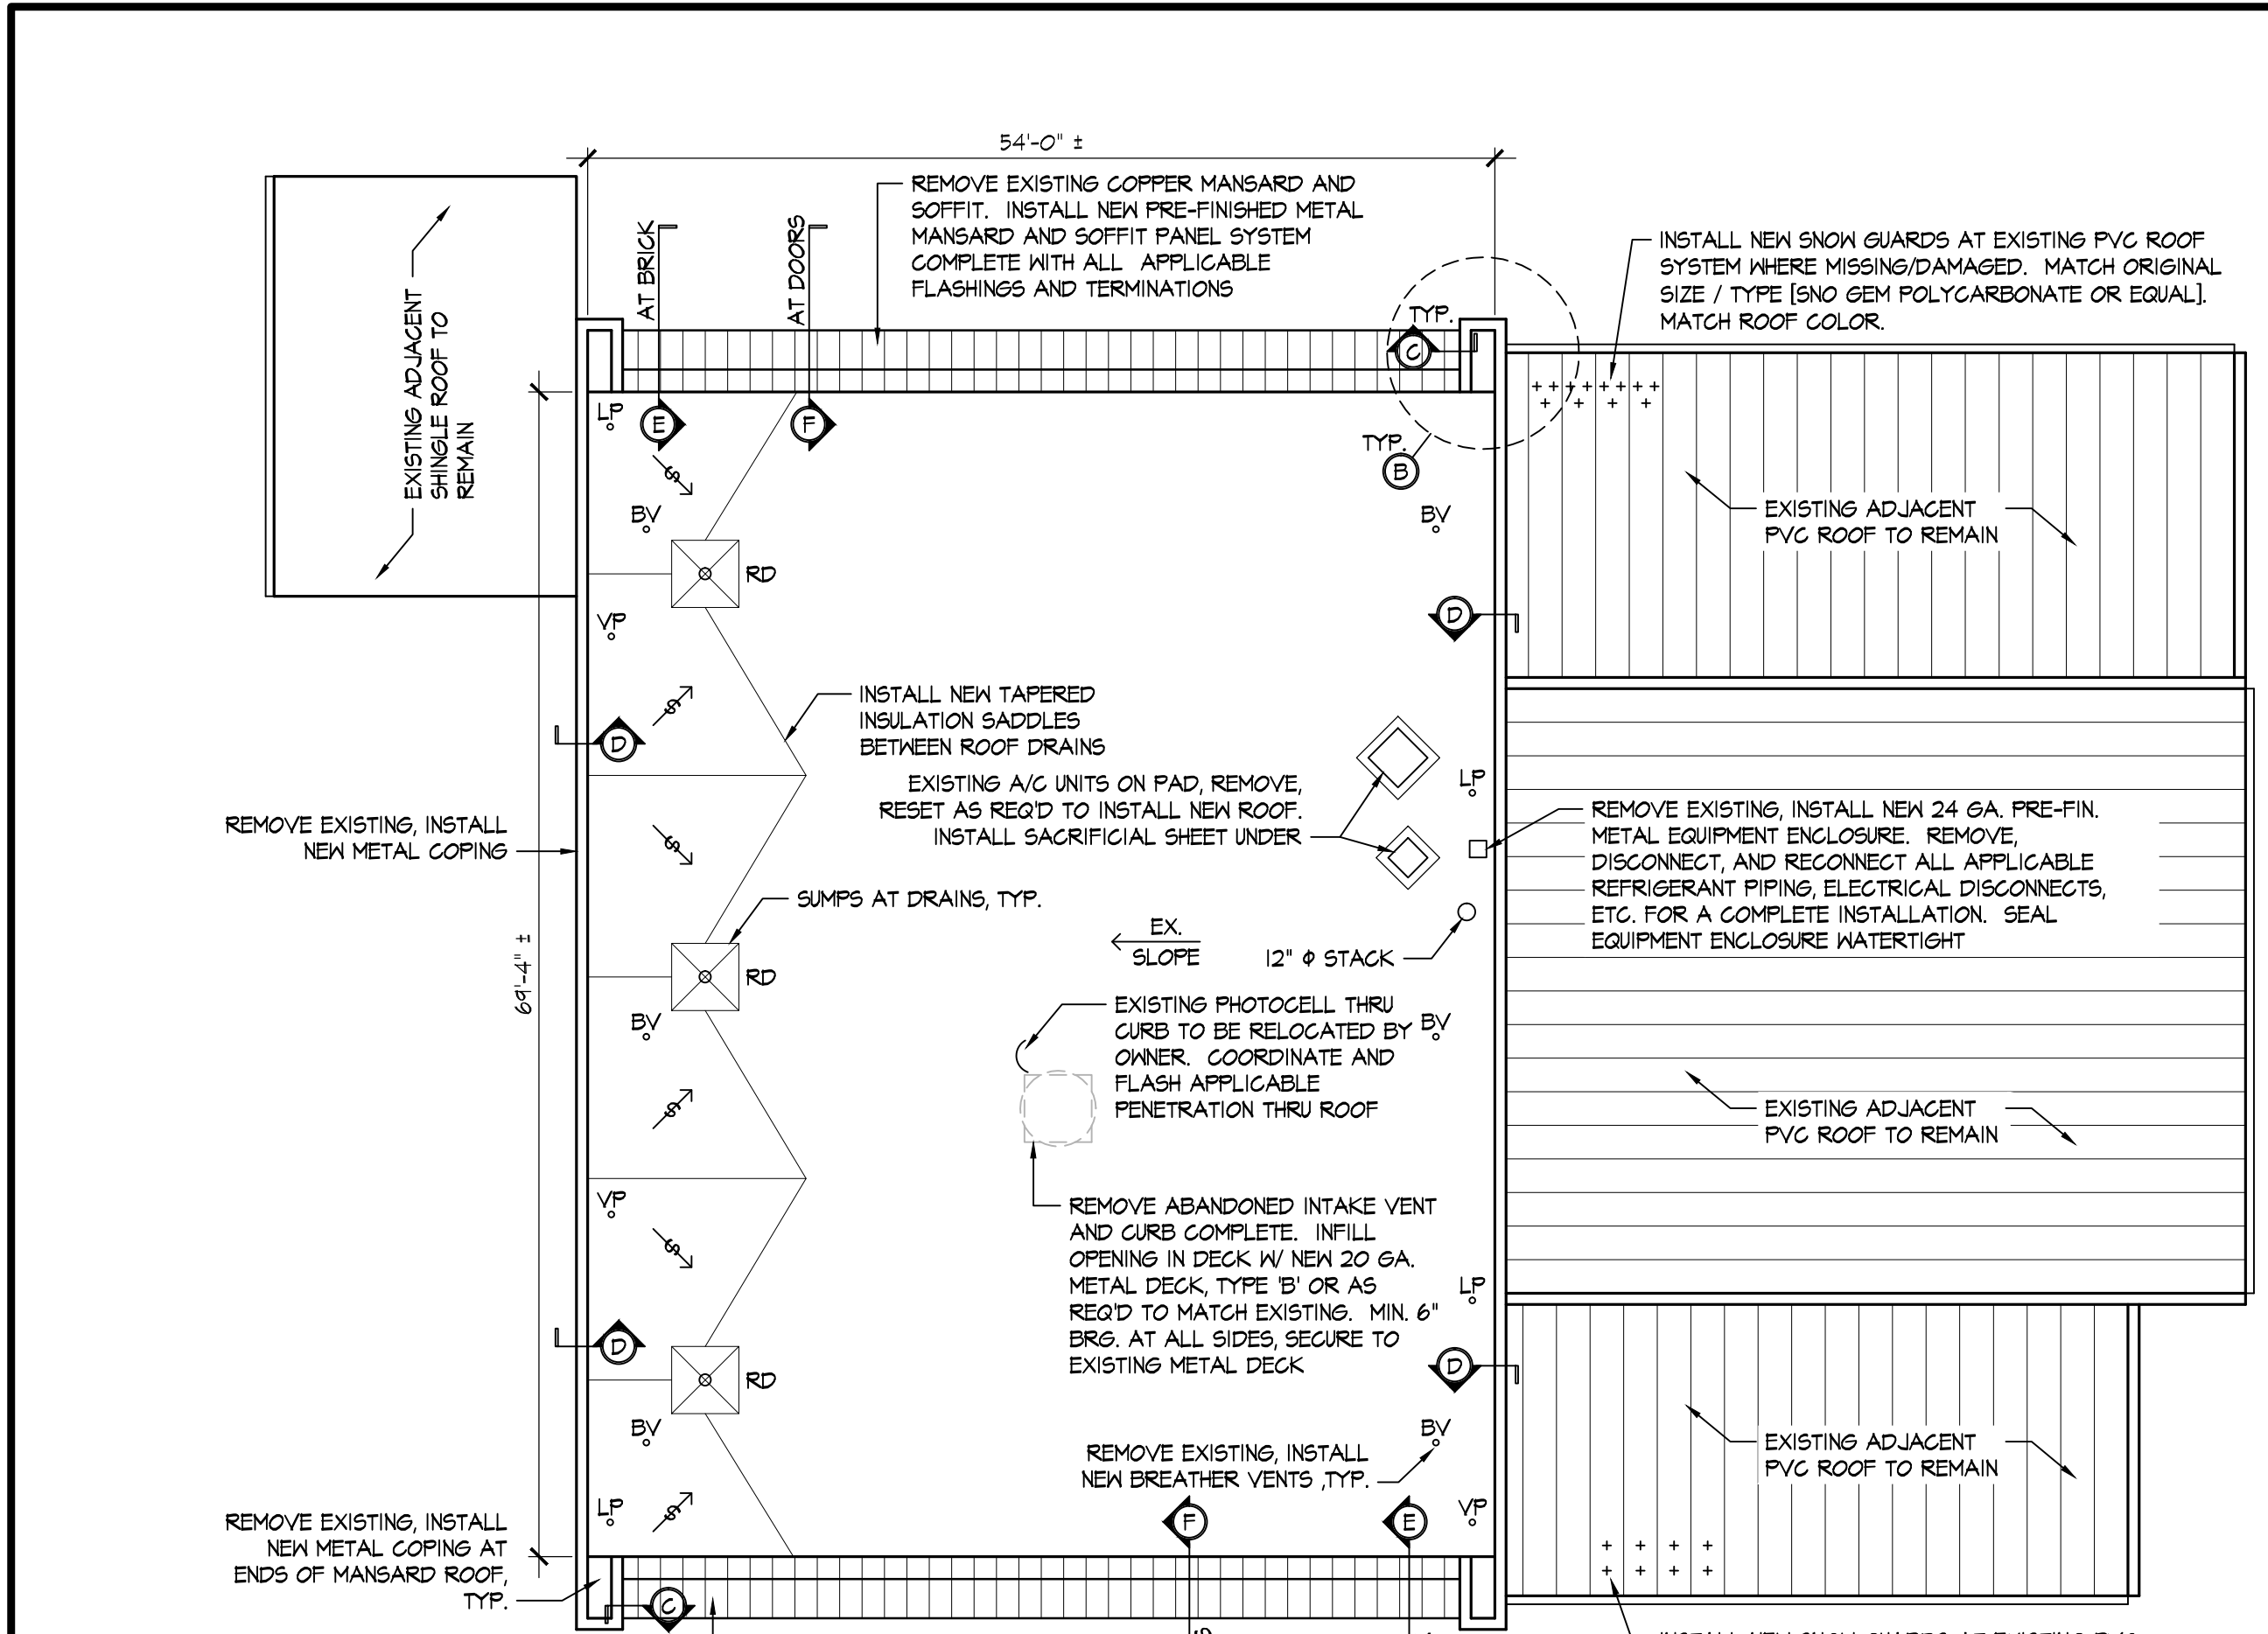 54'-0" ±
REMOVE EXISTING COPPER MANSARD AND
SOFFIT. INSTALL NEW PRE-FINISHED METAL
MANSARD AND SOFFIT PANEL SYSTEM
COMPLETE WITH ALL APPLICABLE
FLASHINGS AND TERMINATIONS
AT BRICK
AT DOORS
INSTALL NEW SNOW GUARDS AT EXISTING PVC ROOF
SYSTEM WHERE MISSING/DAMAGED. MATCH ORIGINAL
SIZE / TYPE [SNO GEM POLYCARBONATE OR EQUAL].
MATCH ROOF COLOR.
EXISTING ADJACENT
SHINGLE ROOF TO
REMAIN
TYP.
C
LP
E
F
TYP.
B
S
BV
BV
EXISTING ADJACENT
PVC ROOF TO REMAIN
RD
VP
D
S
INSTALL NEW TAPERED
INSULATION SADDLES
BETWEEN ROOF DRAINS
D
EXISTING A/C UNITS ON PAD, REMOVE,
RESET AS REQ'D TO INSTALL NEW ROOF.
INSTALL SACRIFICIAL SHEET UNDER
LP
REMOVE EXISTING, INSTALL
NEW METAL COPING
S
REMOVE EXISTING, INSTALL NEW 24 GA. PRE-FIN.
METAL EQUIPMENT ENCLOSURE. REMOVE,
DISCONNECT, AND RECONNECT ALL APPLICABLE
REFRIGERANT PIPING, ELECTRICAL DISCONNECTS,
ETC. FOR A COMPLETE INSTALLATION. SEAL
EQUIPMENT ENCLOSURE WATERTIGHT
SUMPS AT DRAINS, TYP.
EX.
SLOPE
12" Φ STACK
69'-4" ±
RD
BV
EXISTING PHOTOCELL THRU
CURB TO BE RELOCATED BY
OWNER. COORDINATE AND
FLASH APPLICABLE
PENETRATION THRU ROOF
BV
S
EXISTING ADJACENT
PVC ROOF TO REMAIN
VP
S
REMOVE ABANDONED INTAKE VENT
AND CURB COMPLETE. INFILL
OPENING IN DECK W/ NEW 20 GA.
METAL DECK, TYPE 'B' OR AS
REQ'D TO MATCH EXISTING. MIN. 6"
BRG. AT ALL SIDES, SECURE TO
EXISTING METAL DECK
LP
D
RD
D
BV
BV
REMOVE EXISTING, INSTALL
NEW BREATHER VENTS ,TYP.
EXISTING ADJACENT
PVC ROOF TO REMAIN
LP
S
F
E
VP
REMOVE EXISTING, INSTALL
NEW METAL COPING AT
ENDS OF MANSARD ROOF,
TYP.
C